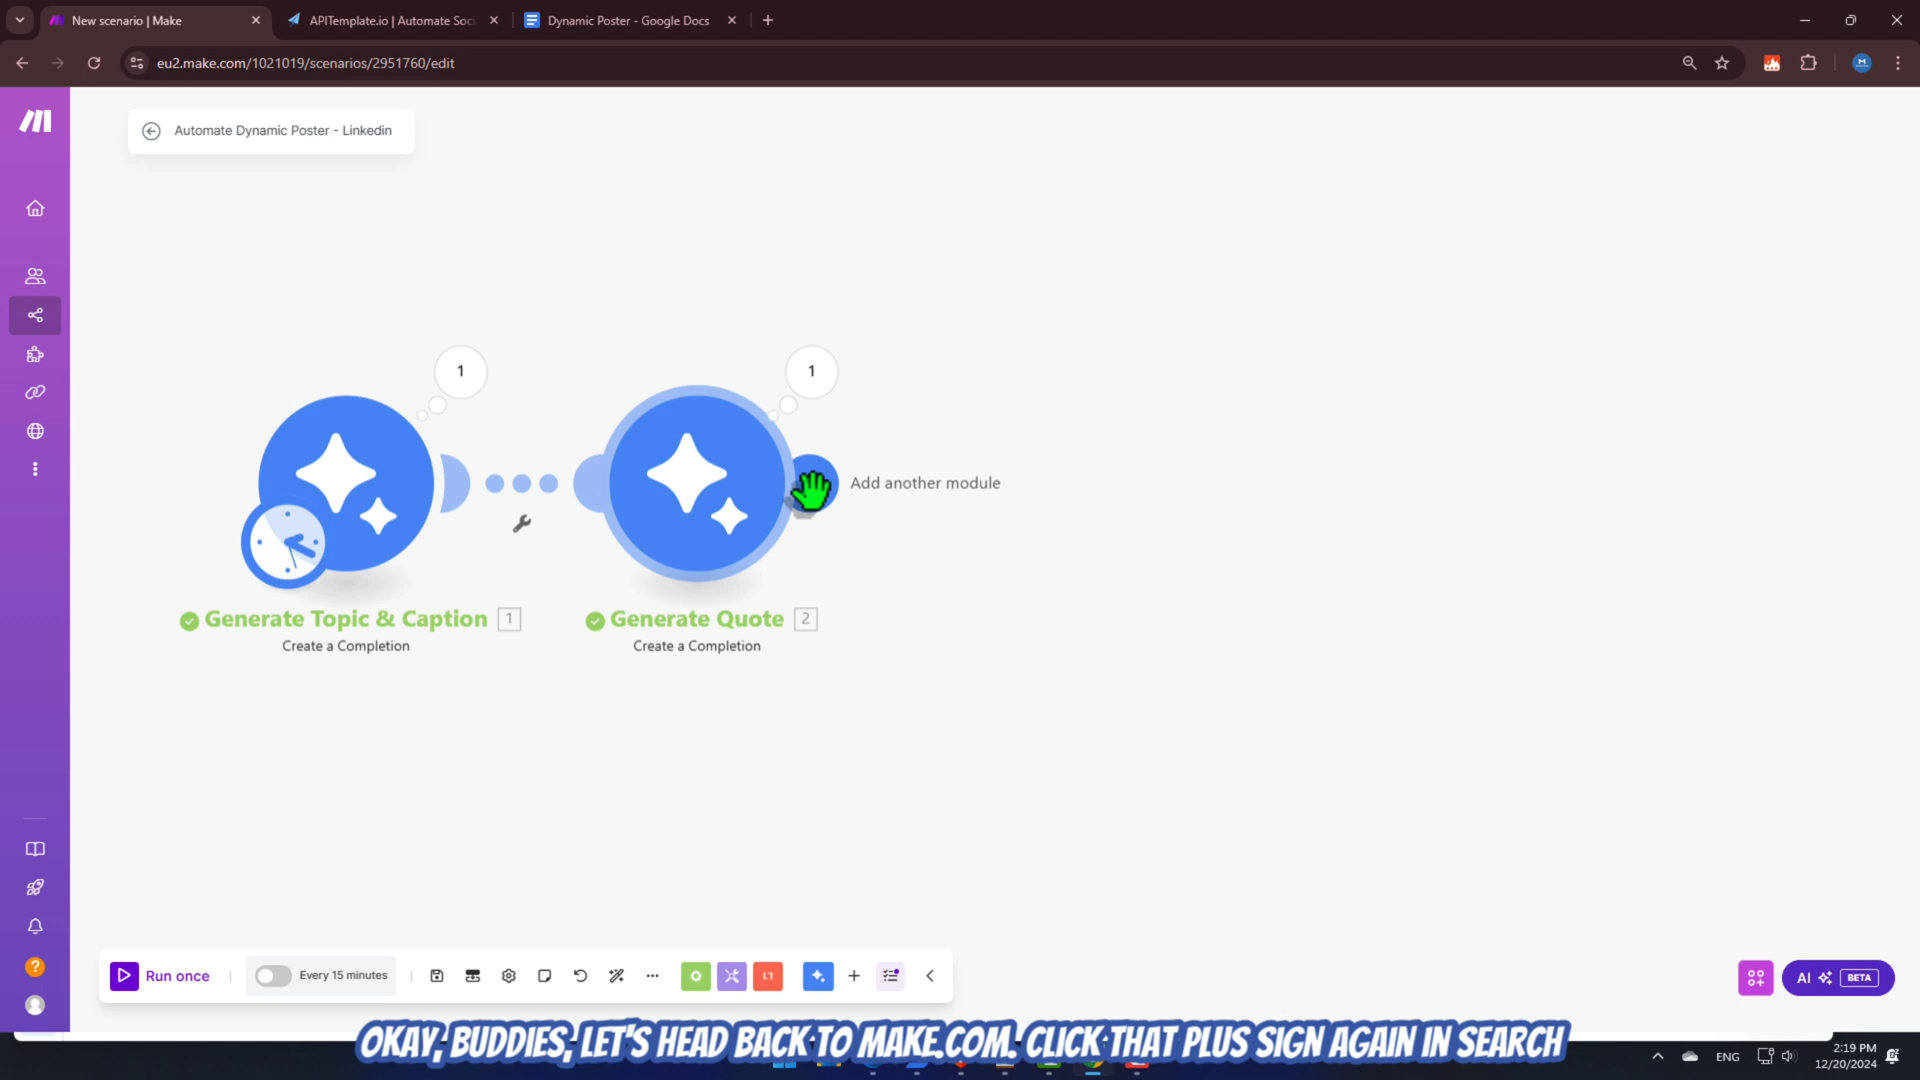 New scenario | Make
APITemplate.io | Automate Soci
Dynamic Poster - Google Docs
eu2.make.com/1021019/scenarios/2951760/edit
Automate Dynamic Poster - Linkedin
1
1
Add another module
Generate Topic & Caption 1
Create a Completion
Generate Quote 2
Create a Completion
Run once
Every 15 minutes
AI BETA
OKAY, BUDDIES, LET'S HEAD BACK TO MAKE.COM. CLICK THAT PLUS SIGN AGAIN IN SEARCH
ENG
2:19 PM
12/20/2024